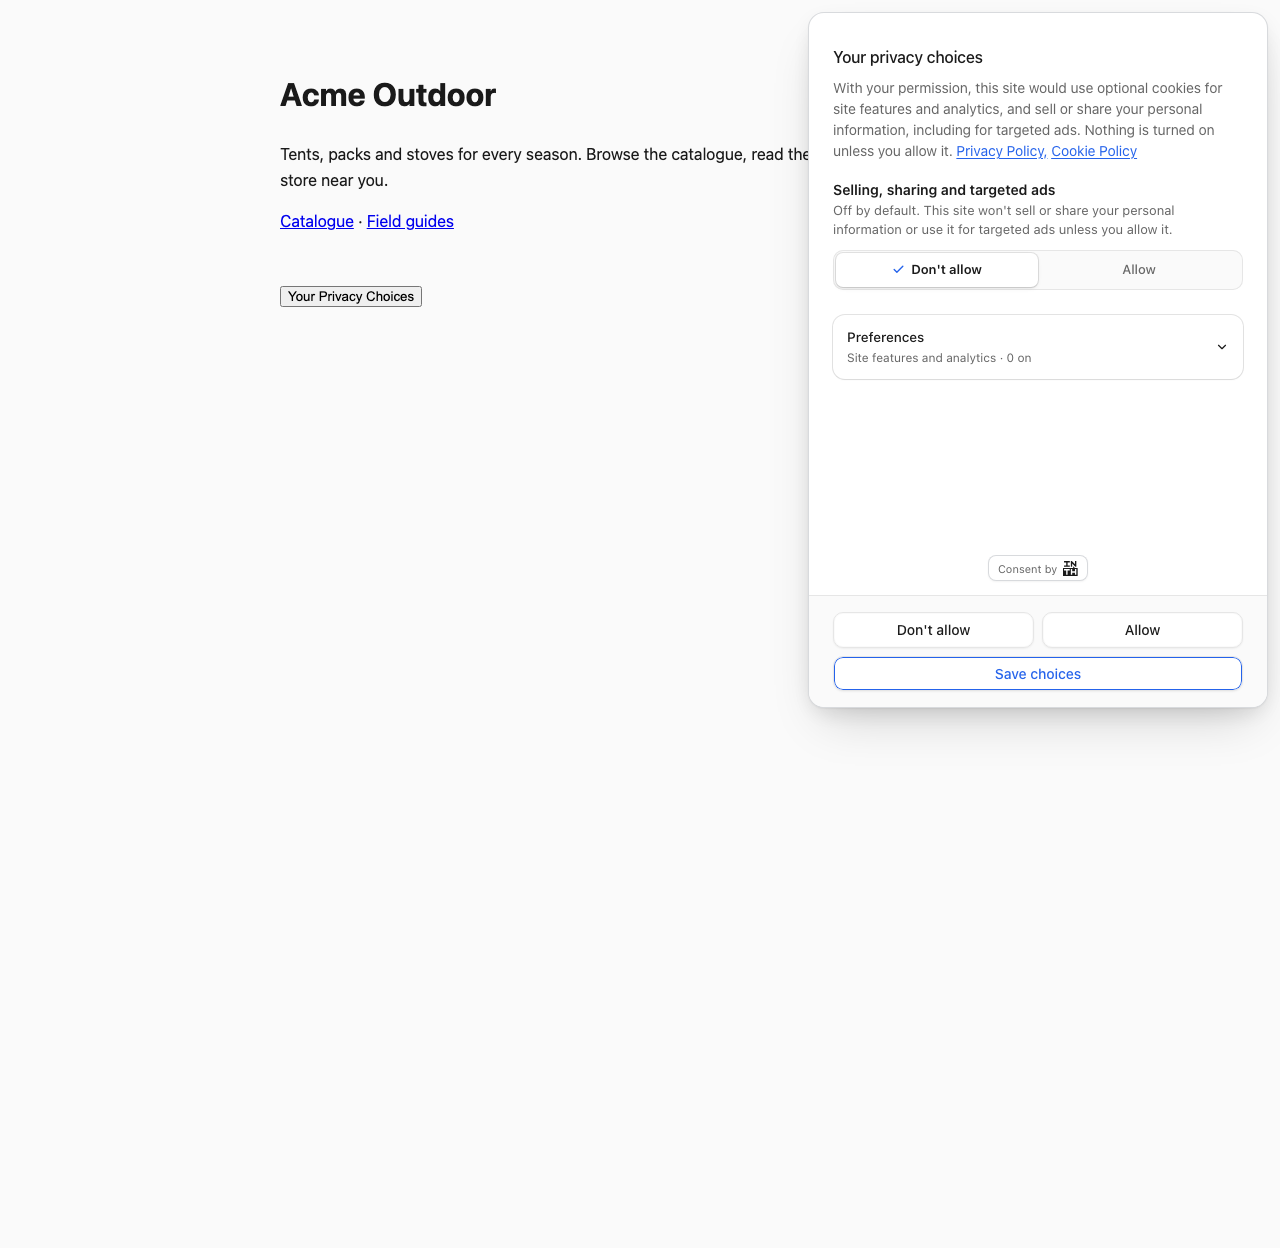 Acme Outdoor
Tents, packs and stoves for every season. Browse the catalogue, read the
store near you.
Catalogue · Field guides
Your Privacy Choices
Your privacy choices
With your permission, this site would use optional cookies for
site features and analytics, and sell or share your personal
information, including for targeted ads. Nothing is turned on
unless you allow it. Privacy Policy, Cookie Policy
Selling, sharing and targeted ads
Off by default. This site won't sell or share your personal
information or use it for targeted ads unless you allow it.
Don't allow
Allow
Preferences
Site features and analytics · 0 on
Consent by INTH
Don't allow
Allow
Save choices